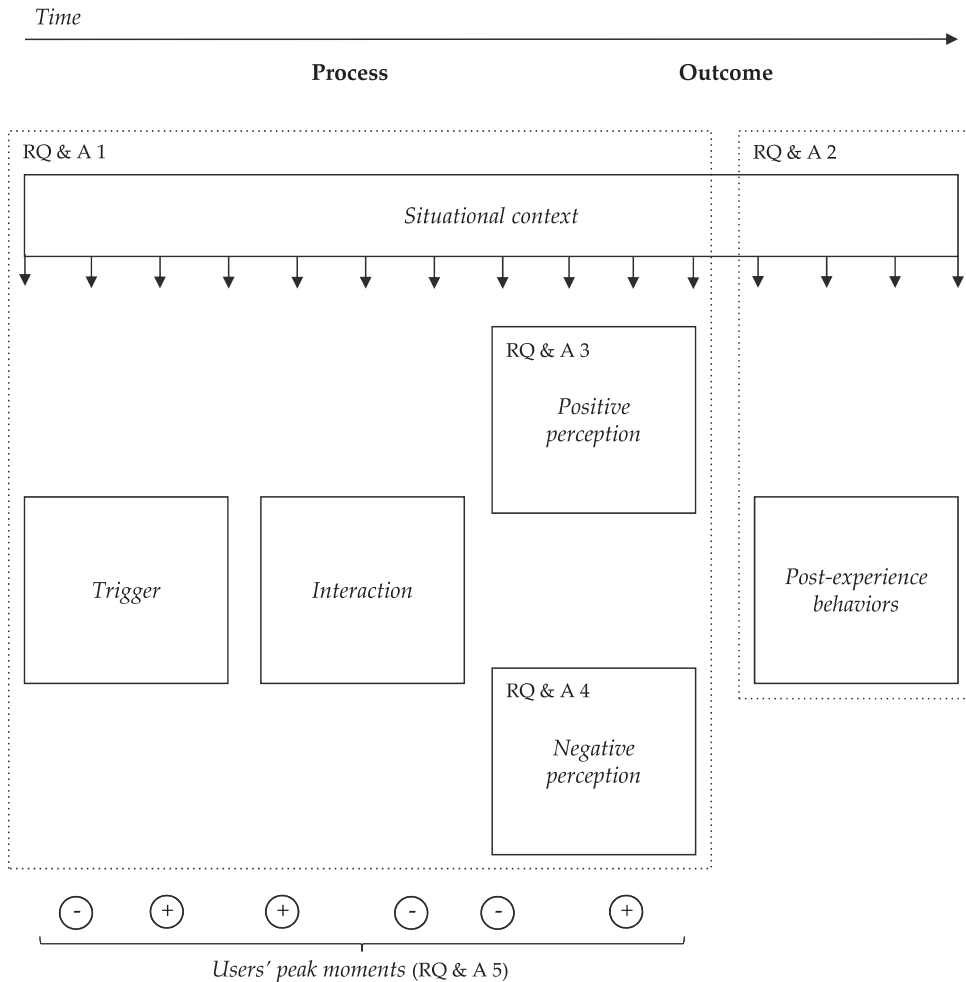 Time
Process
Outcome
RQ & A 1
RQ & A 2
Situational context
RQ & A 3
Positive
perception
Trigger
Interaction
Post-experience
behaviors
RQ & A 4
Negative
perception
- + + - - +
Users' peak moments (RQ & A 5)